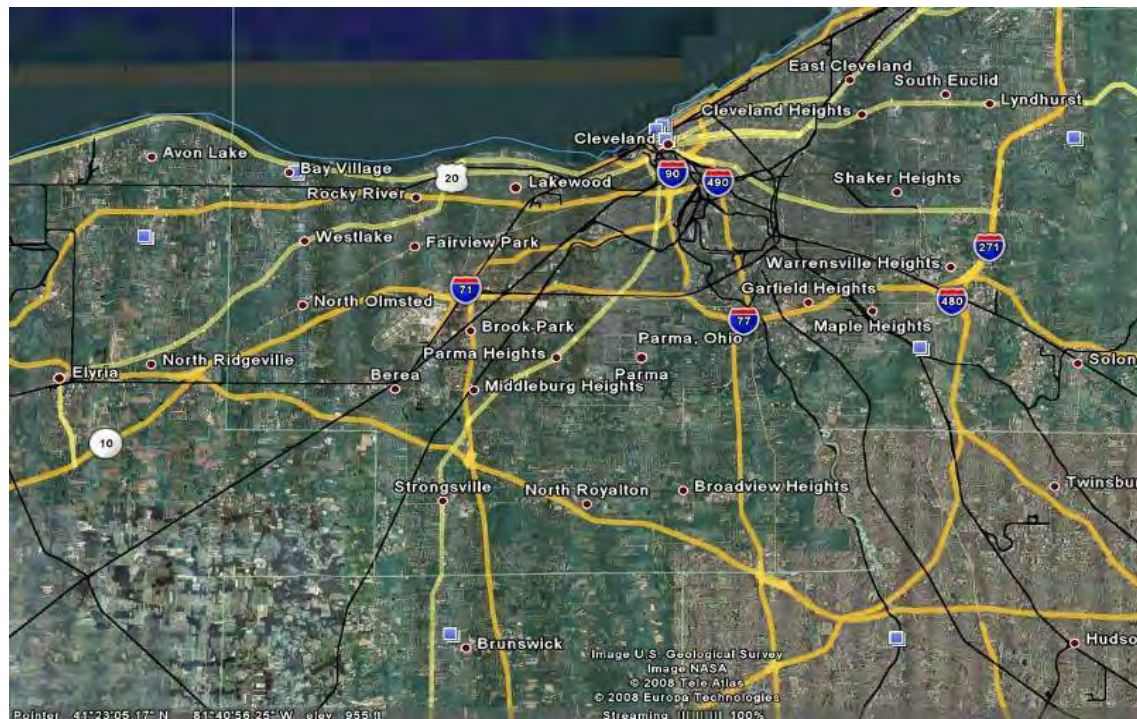 East Cleveland
South Euclid
Cleveland Heights
Lyndhurst
Cleveland
Avon Lake
Bay Village
20
90
490
Lakewood
Shaker Heights
Rocky River
Westlake
Fairview Park
271
Warrensville Heights
Garfield Heights
71
480
North Olmsted
77
Maple Heights
Brook Park
Parma, Ohio
Parma Heights
North Ridgeville
Parma
Solon
Elyria
Berea
Middleburg Heights
10
Strongsville
North Royalton
Broadview Heights
Twinsbur
Brunswick
Hudso
Image U.S. Geological Survey
Image NASA
© 2008 Tele Atlas
© 2008 Europa Technologies
Pointer 41°23'05.17" N 81°40'56.25" W elev 955 ft Streaming 100%